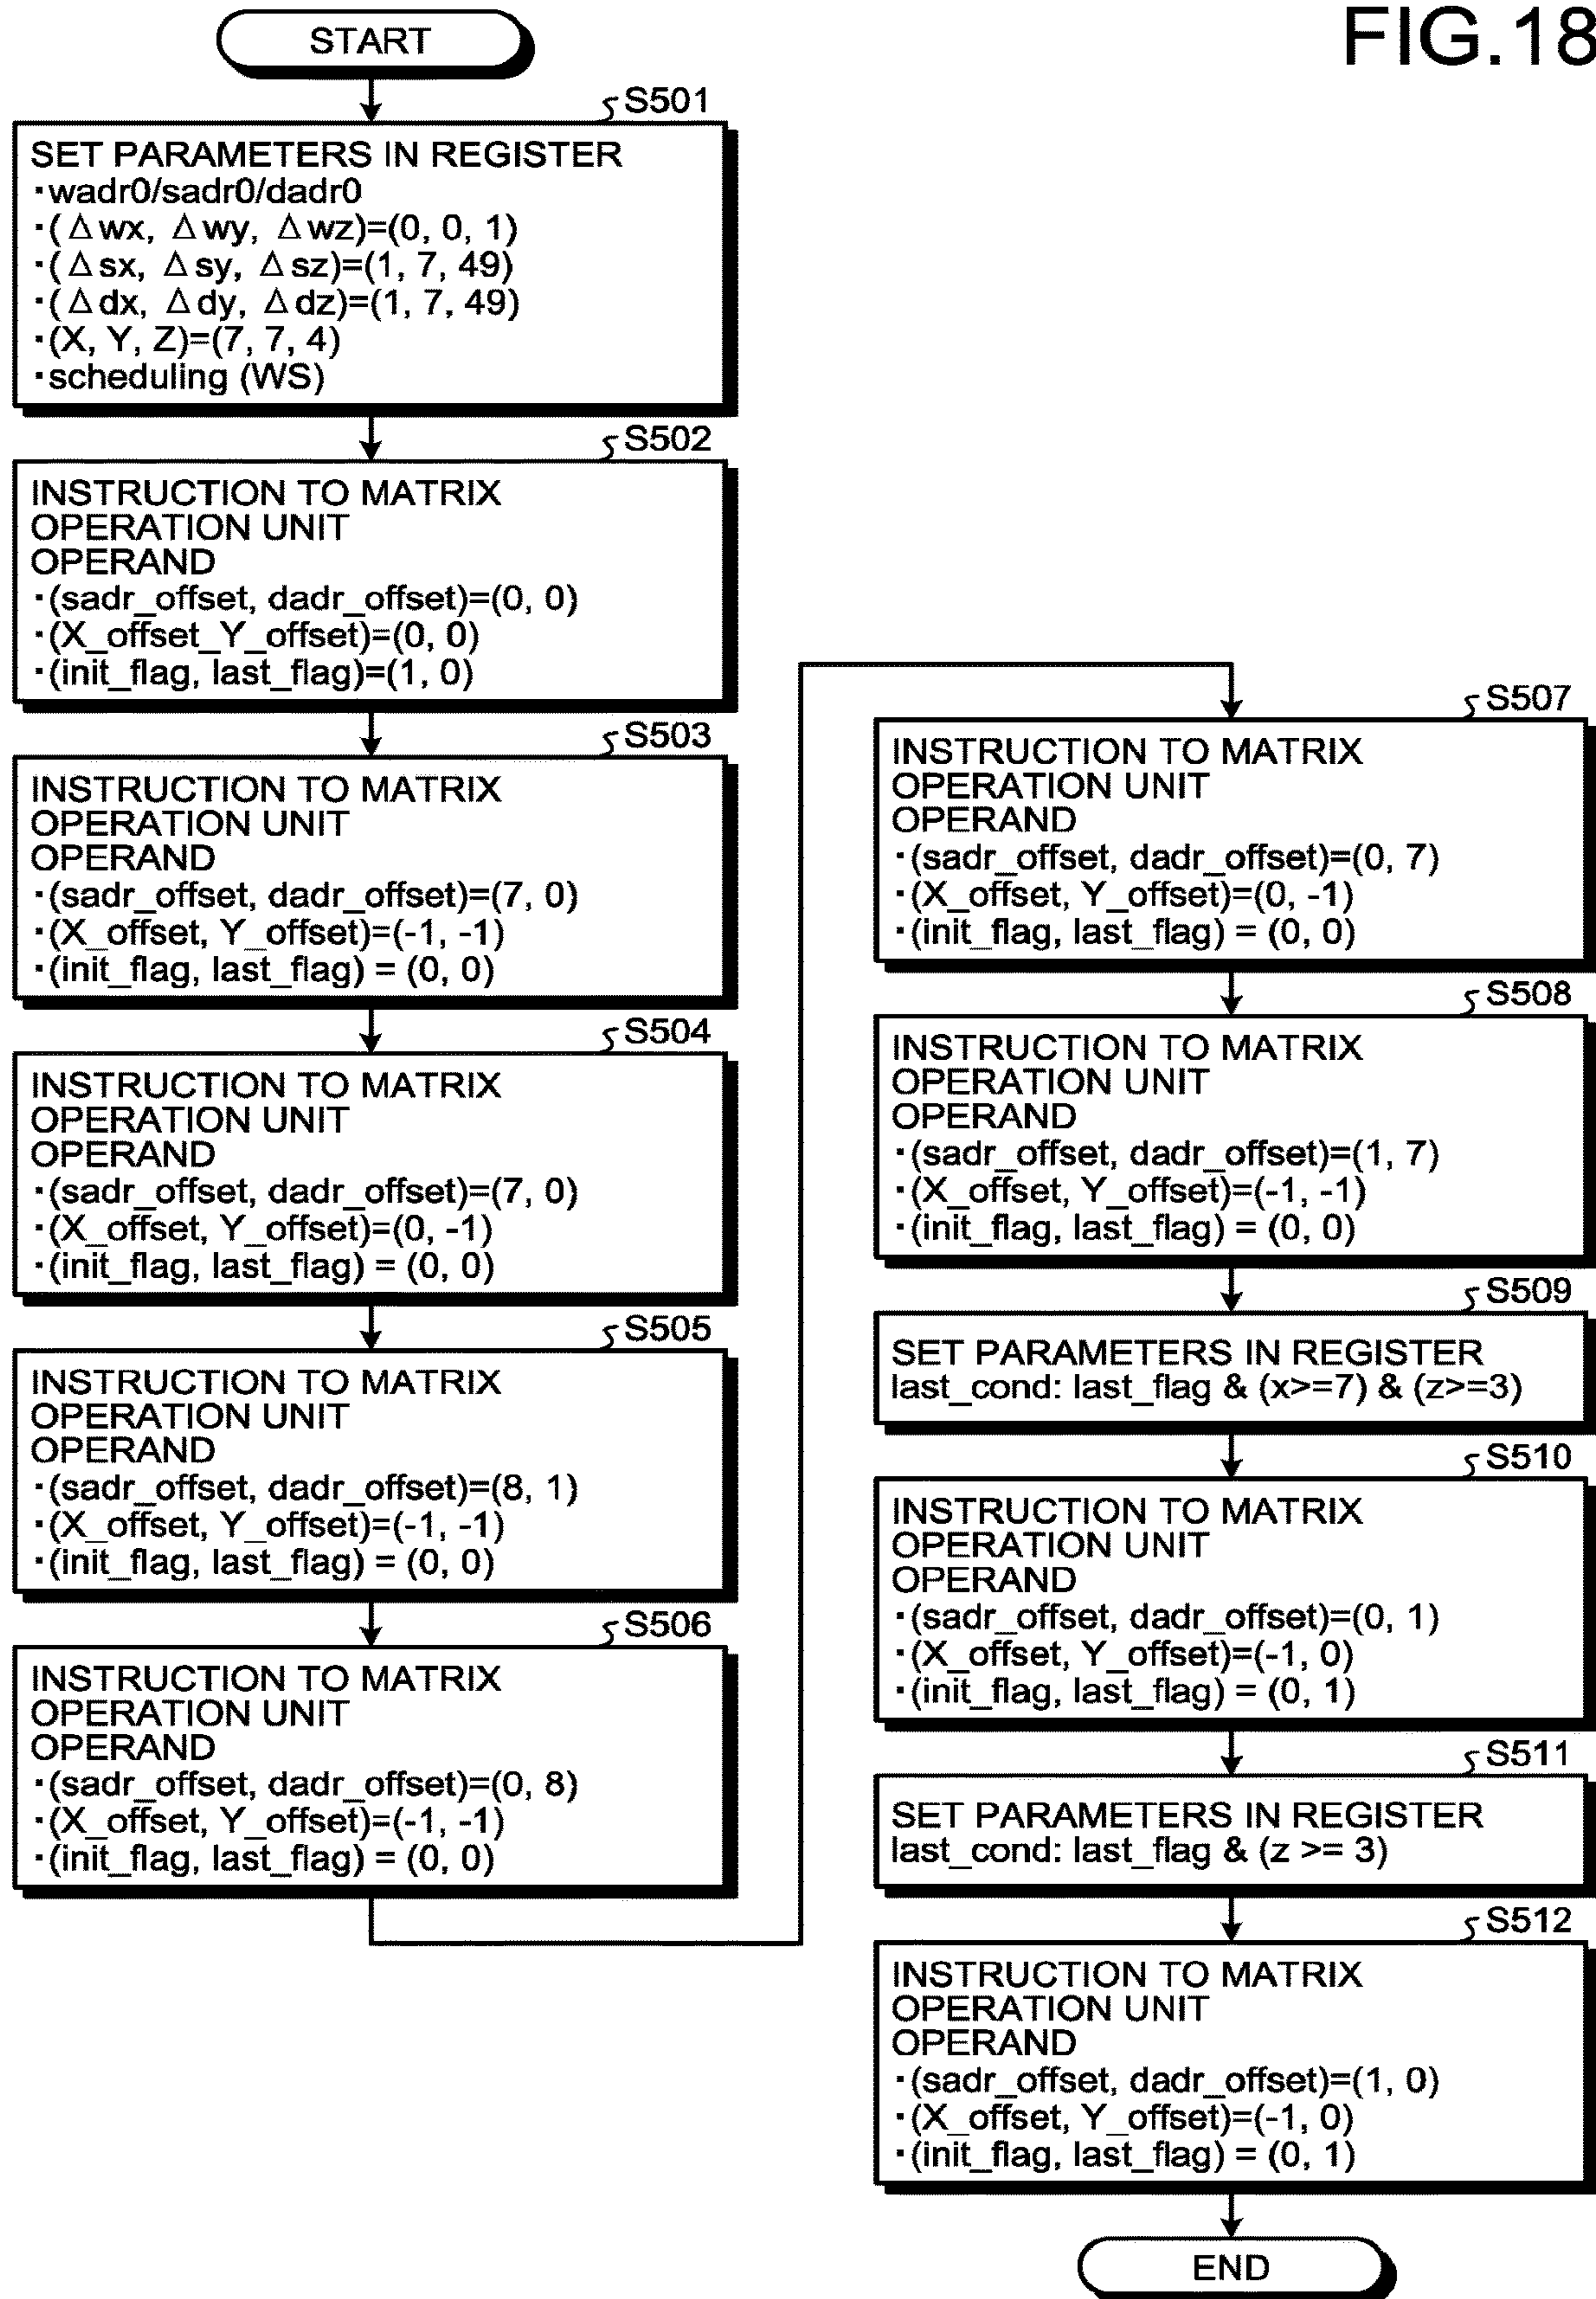 FIG.18
START
S501
SET PARAMETERS IN REGISTER
・wadr0/sadr0/dadr0
・(Δwx, Δwy, Δwz)=(0, 0, 1)
・(Δsx, Δsy, Δsz)=(1, 7, 49)
・(Δdx, Δdy, Δdz)=(1, 7, 49)
・(X, Y, Z)=(7, 7, 4)
・scheduling (WS)
S502
INSTRUCTION TO MATRIX
OPERATION UNIT
OPERAND
・(sadr_offset, dadr_offset)=(0, 0)
・(X_offset_Y_offset)=(0, 0)
・(init_flag, last_flag)=(1, 0)
S503
INSTRUCTION TO MATRIX
OPERATION UNIT
OPERAND
・(sadr_offset, dadr_offset)=(7, 0)
・(X_offset, Y_offset)=(-1, -1)
・(init_flag, last_flag) = (0, 0)
S504
INSTRUCTION TO MATRIX
OPERATION UNIT
OPERAND
・(sadr_offset, dadr_offset)=(7, 0)
・(X_offset, Y_offset)=(0, -1)
・(init_flag, last_flag) = (0, 0)
S505
INSTRUCTION TO MATRIX
OPERATION UNIT
OPERAND
・(sadr_offset, dadr_offset)=(8, 1)
・(X_offset, Y_offset)=(-1, -1)
・(init_flag, last_flag) = (0, 0)
S506
INSTRUCTION TO MATRIX
OPERATION UNIT
OPERAND
・(sadr_offset, dadr_offset)=(0, 8)
・(X_offset, Y_offset)=(-1, -1)
・(init_flag, last_flag) = (0, 0)
S507
INSTRUCTION TO MATRIX
OPERATION UNIT
OPERAND
・(sadr_offset, dadr_offset)=(0, 7)
・(X_offset, Y_offset)=(0, -1)
・(init_flag, last_flag) = (0, 0)
S508
INSTRUCTION TO MATRIX
OPERATION UNIT
OPERAND
・(sadr_offset, dadr_offset)=(1, 7)
・(X_offset, Y_offset)=(-1, -1)
・(init_flag, last_flag) = (0, 0)
S509
SET PARAMETERS IN REGISTER
last_cond: last_flag & (x>=7) & (z>=3)
S510
INSTRUCTION TO MATRIX
OPERATION UNIT
OPERAND
・(sadr_offset, dadr_offset)=(0, 1)
・(X_offset, Y_offset)=(-1, 0)
・(init_flag, last_flag) = (0, 1)
S511
SET PARAMETERS IN REGISTER
last_cond: last_flag & (z >= 3)
S512
INSTRUCTION TO MATRIX
OPERATION UNIT
OPERAND
・(sadr_offset, dadr_offset)=(1, 0)
・(X_offset, Y_offset)=(-1, 0)
・(init_flag, last_flag) = (0, 1)
END